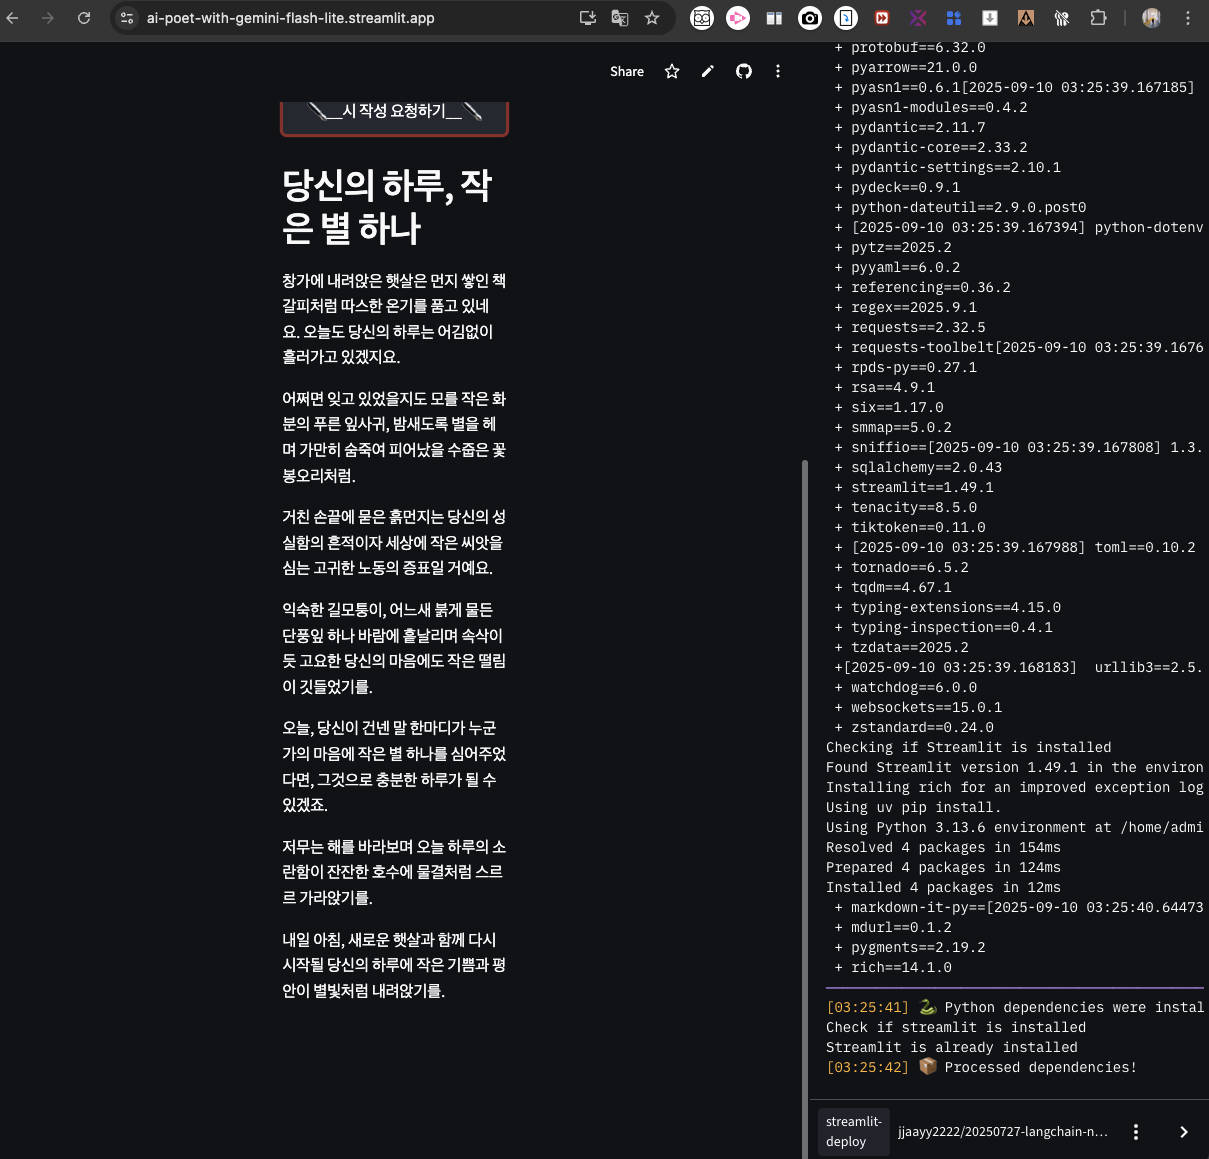 ai-poet-with-gemini-flash-lite.streamlit.app
Share
__시 작성 요청하기__
당신의 하루, 작
은 별 하나
창가에 내려앉은 햇살은 먼지 쌓인 책
갈피처럼 따스한 온기를 품고 있네
요. 오늘도 당신의 하루는 어김없이
흘러가고 있겠지요.
어쩌면 잊고 있었을지도 모를 작은 화
분의 푸른 잎사귀, 밤새도록 별을 헤
며 가만히 숨죽여 피어났을 수줍은 꽃
봉오리처럼.
거친 손끝에 묻은 흙먼지는 당신의 성
실함의 흔적이자 세상에 작은 씨앗을
심는 고귀한 노동의 증표일 거예요.
익숙한 길모퉁이, 어느새 붉게 물든
단풍잎 하나 바람에 흩날리며 속삭이
듯 고요한 당신의 마음에도 작은 떨림
이 깃들었기를.
오늘, 당신이 건넨 말 한마디가 누군
가의 마음에 작은 별 하나를 심어주었
다면, 그것으로 충분한 하루가 될 수
있겠죠.
저무는 해를 바라보며 오늘 하루의 소
란함이 잔잔한 호수에 물결처럼 스르
르 가라앉기를.
내일 아침, 새로운 햇살과 함께 다시
시작될 당신의 하루에 작은 기쁨과 평
안이 별빛처럼 내려앉기를.
+ protobuf==6.32.0
+ pyarrow==21.0.0
+ pyasn1==0.6.1[2025-09-10 03:25:39.167185]
+ pyasn1-modules==0.4.2
+ pydantic==2.11.7
+ pydantic-core==2.33.2
+ pydantic-settings==2.10.1
+ pydeck==0.9.1
+ python-dateutil==2.9.0.post0
+ [2025-09-10 03:25:39.167394] python-dotenv
+ pytz==2025.2
+ pyyaml==6.0.2
+ referencing==0.36.2
+ regex==2025.9.1
+ requests==2.32.5
+ requests-toolbelt[2025-09-10 03:25:39.1676
+ rpds-py==0.27.1
+ rsa==4.9.1
+ six==1.17.0
+ smmap==5.0.2
+ sniffio==[2025-09-10 03:25:39.167808] 1.3.
+ sqlalchemy==2.0.43
+ streamlit==1.49.1
+ tenacity==8.5.0
+ tiktoken==0.11.0
+ [2025-09-10 03:25:39.167988] toml==0.10.2
+ tornado==6.5.2
+ tqdm==4.67.1
+ typing-extensions==4.15.0
+ typing-inspection==0.4.1
+ tzdata==2025.2
+[2025-09-10 03:25:39.168183]  urllib3==2.5.
+ watchdog==6.0.0
+ websockets==15.0.1
+ zstandard==0.24.0
Checking if Streamlit is installed
Found Streamlit version 1.49.1 in the environ
Installing rich for an improved exception log
Using uv pip install.
Using Python 3.13.6 environment at /home/admi
Resolved 4 packages in 154ms
Prepared 4 packages in 124ms
Installed 4 packages in 12ms
+ markdown-it-py==[2025-09-10 03:25:40.64473
+ mdurl==0.1.2
+ pygments==2.19.2
+ rich==14.1.0
[03:25:41] 🐍 Python dependencies were instal
Check if streamlit is installed
Streamlit is already installed
[03:25:42] 📦 Processed dependencies!
streamlit-
deploy
jjaayy2222/20250727-langchain-n...